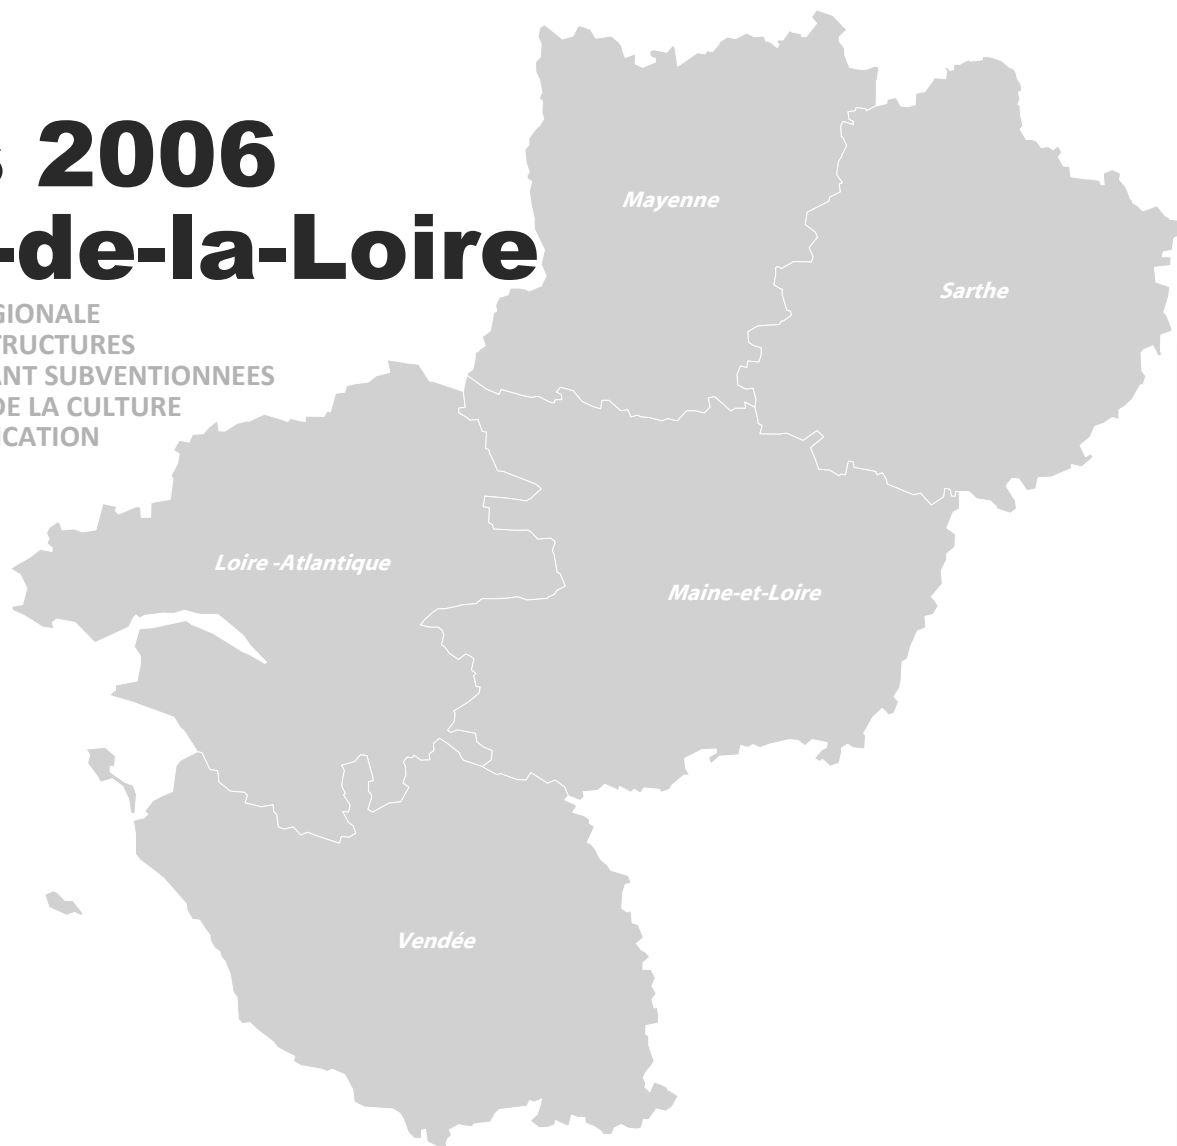 s 2006
-de-la-Loire
GIONALE
TRUCTURES
ANT SUBVENTIONNEES
DE LA CULTURE
ICATION
Mayenne
Sarthe
Loire -Atlantique
Maine-et-Loire
Vendée